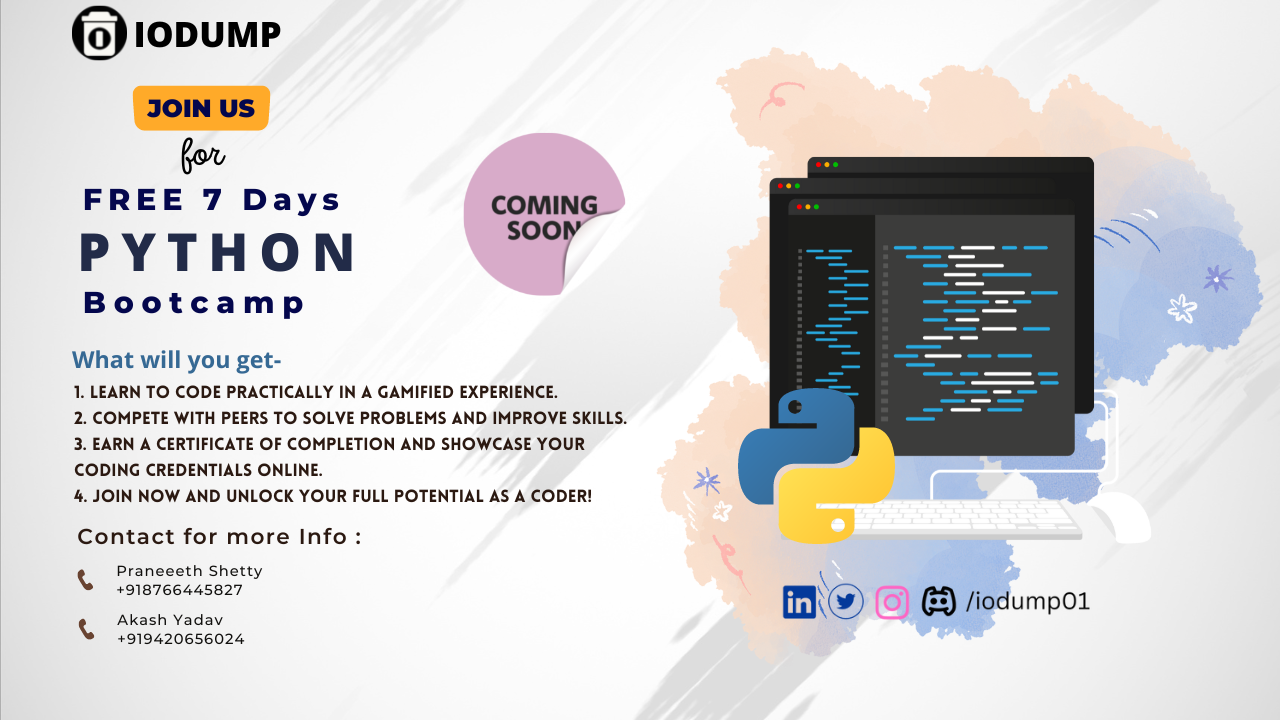 IODUMP
JOIN US
for
FREE 7 Days
PYTHON
Bootcamp
COMING
SOON
What will you get-
1. LEARN TO CODE PRACTICALLY IN A GAMIFIED EXPERIENCE.
2. COMPETE WITH PEERS TO SOLVE PROBLEMS AND IMPROVE SKILLS.
3. EARN A CERTIFICATE OF COMPLETION AND SHOWCASE YOUR
CODING CREDENTIALS ONLINE.
4. JOIN NOW AND UNLOCK YOUR FULL POTENTIAL AS A CODER!
Contact for more Info :
Praneeeth Shetty
+918766445827
Akash Yadav
+919420656024
in /iodump01